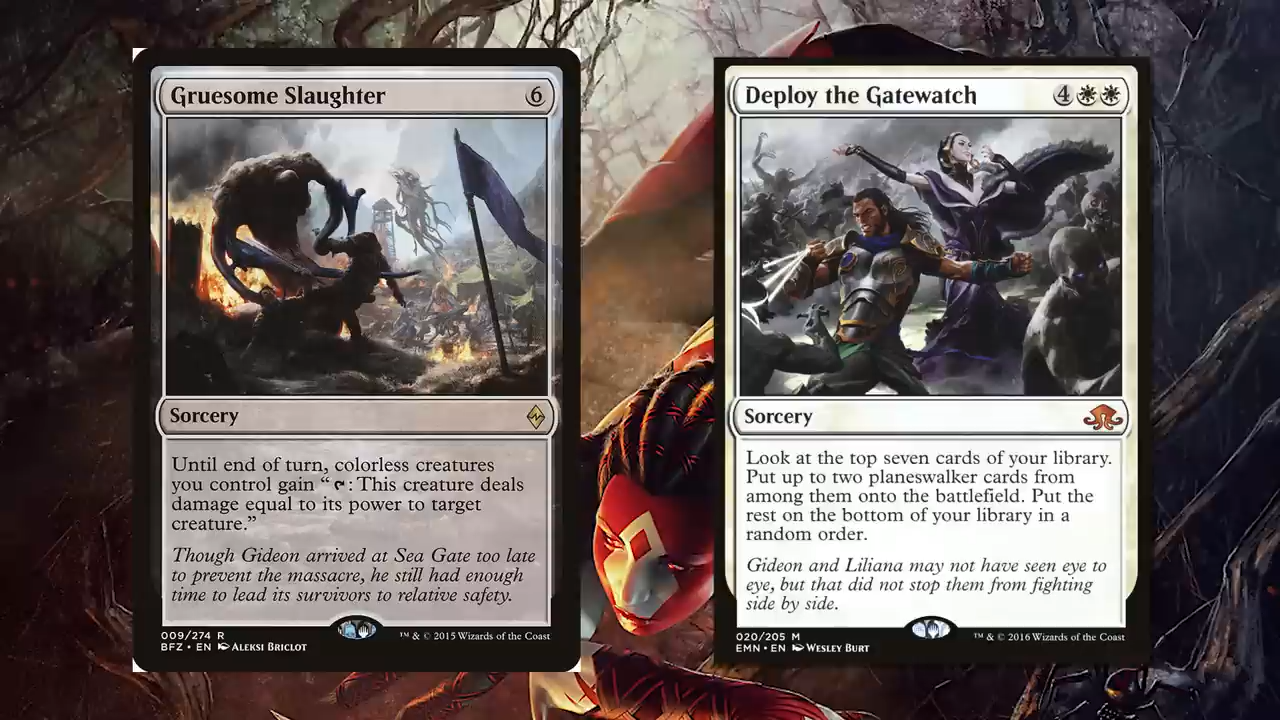 Gruesome Slaughter 6
Sorcery
Until end of turn, colorless creatures
you control gain “ : This creature deals
damage equal to its power to target
creature.”
Though Gideon arrived at Sea Gate too late
to prevent the massacre, he still had enough
time to lead its survivors to relative safety.
009/274 R
™ & © 2015 Wizards of the Coast
BFZ • EN Aleksi Briclot
Deploy the Gatewatch 4
Sorcery
Look at the top seven cards of your library.
Put up to two planeswalker cards from
among them onto the battlefield. Put the
rest on the bottom of your library in a
random order.
Gideon and Liliana may not have seen eye to
eye, but that did not stop them from fighting
side by side.
020/205 M
™ & © 2016 Wizards of the Coast
EMN • EN Wesley Burt